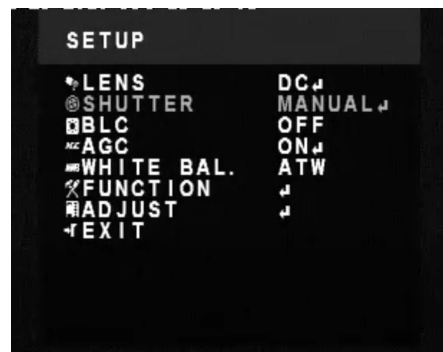 SETUP
LENS DC↲
SHUTTER MANUAL↲
BLC OFF
AGC ON↲
WHITE BAL. ATW
FUNCTION ↲
ADJUST ↲
EXIT